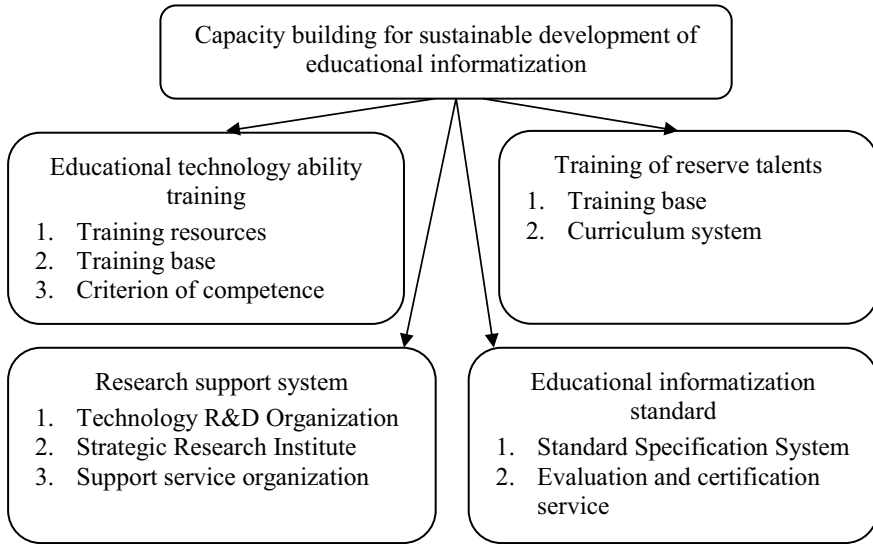 Capacity building for sustainable development of
educational informatization
Educational technology ability
training
1. Training resources
2. Training base
3. Criterion of competence
Training of reserve talents
1. Training base
2. Curriculum system
Research support system
1. Technology R&D Organization
2. Strategic Research Institute
3. Support service organization
Educational informatization
standard
1. Standard Specification System
2. Evaluation and certification
service